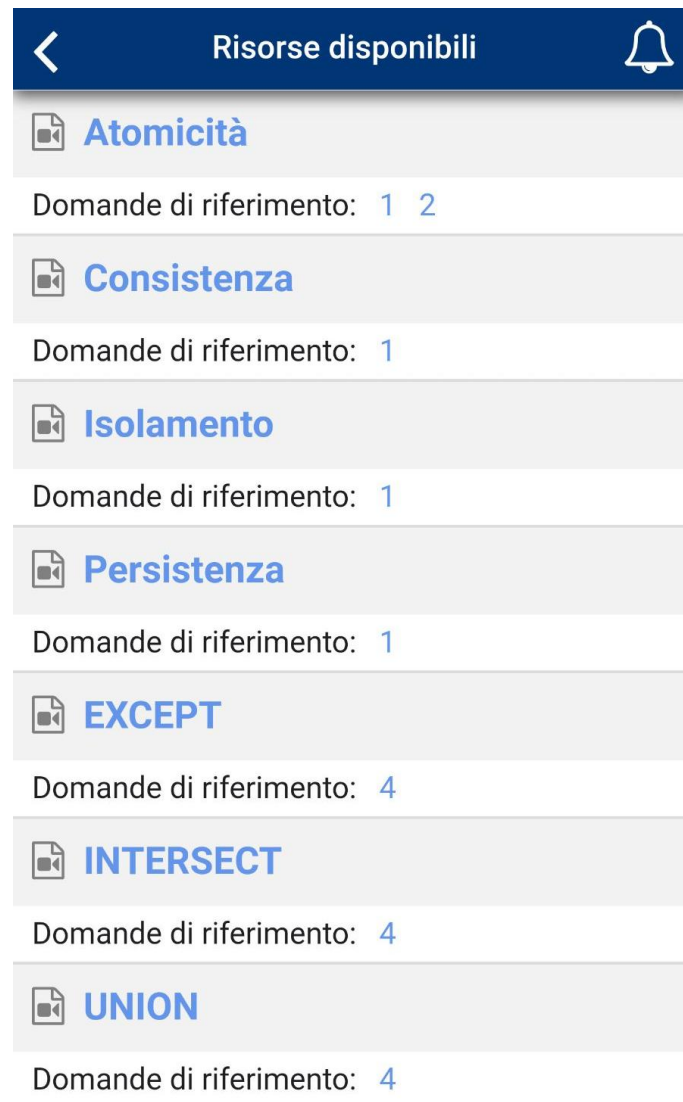 Risorse disponibili
Atomicità
Domande di riferimento: 1 2
Consistenza
Domande di riferimento: 1
Isolamento
Domande di riferimento: 1
Persistenza
Domande di riferimento: 1
EXCEPT
Domande di riferimento: 4
INTERSECT
Domande di riferimento: 4
UNION
Domande di riferimento: 4